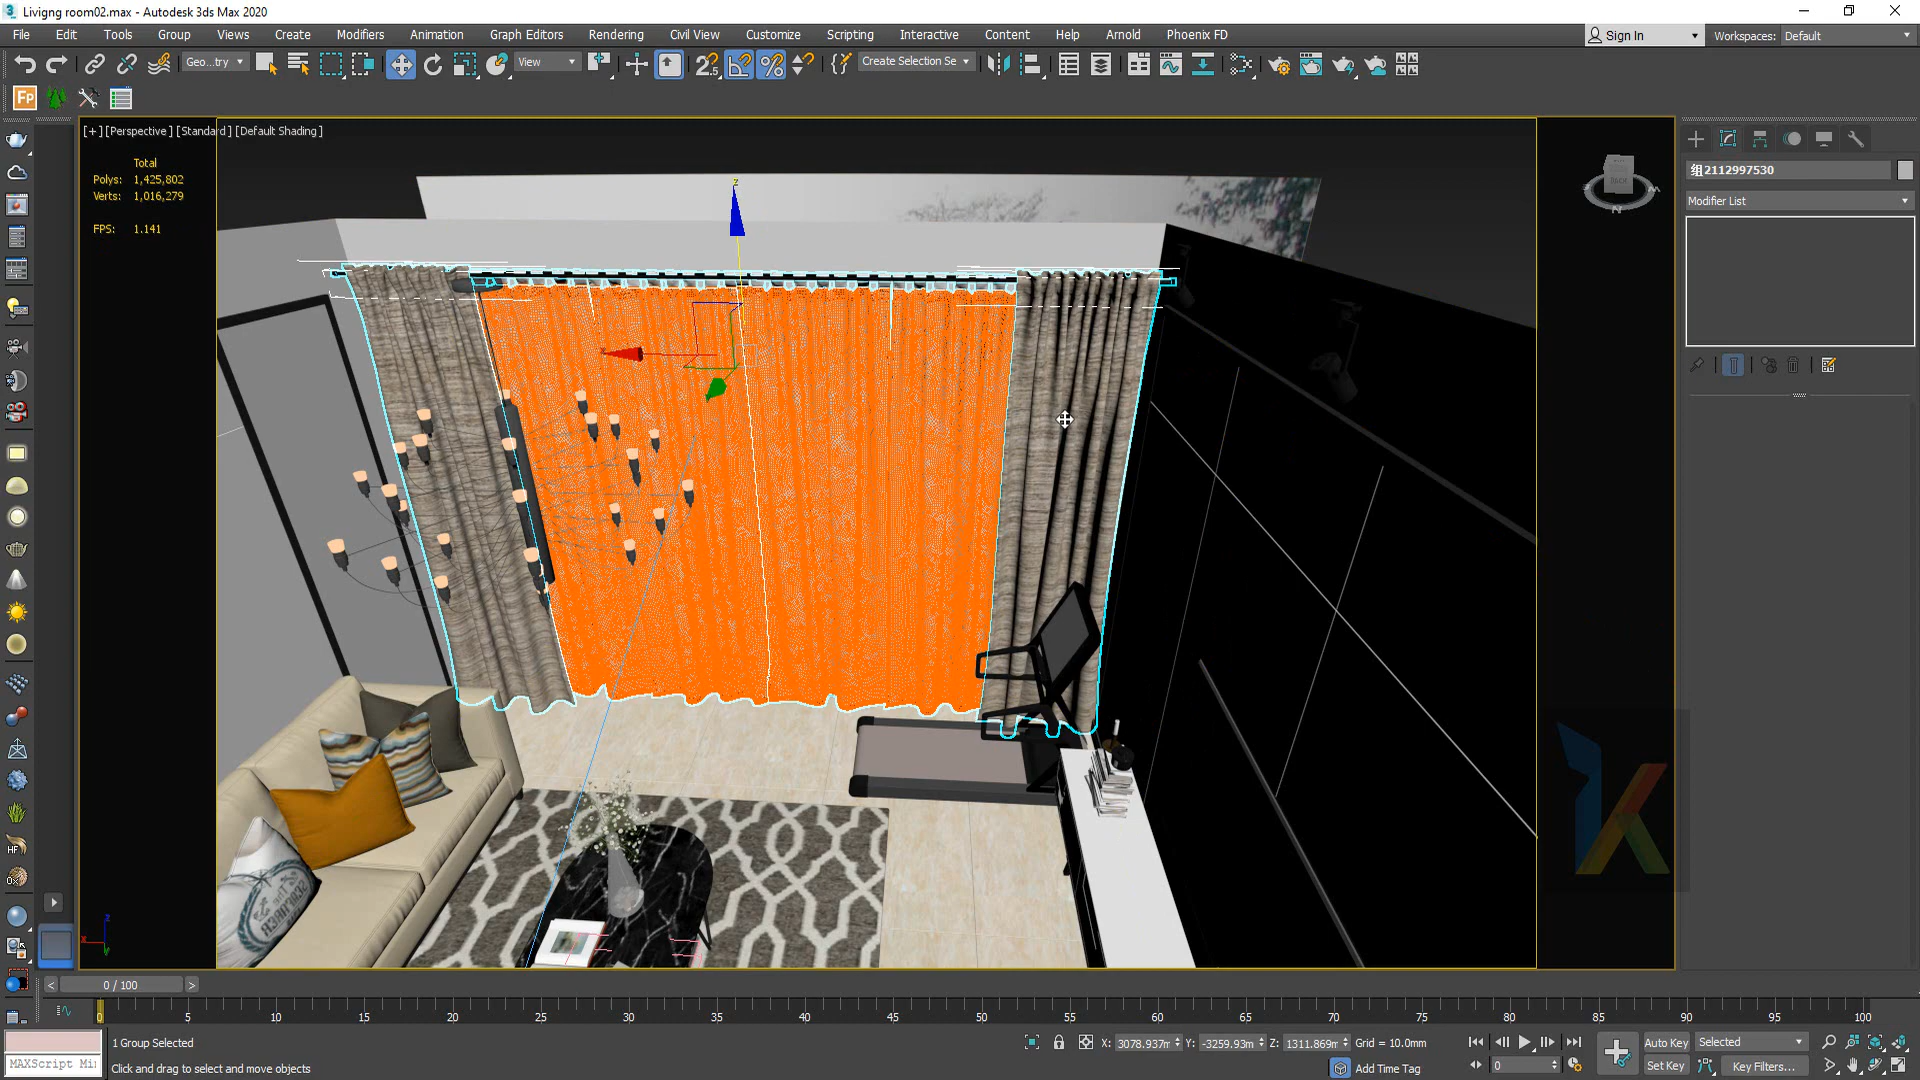 Livigng room02.max - Autodesk 3ds Max 2020
File Edit Tools Group Views Create Modifiers Animation Graph Editors Rendering Civil View Customize Scripting Interactive Content Help Arnold Phoenix FD
Sign In Workspaces: Default
Geo...try View Create Selection Se
[+] [Perspective] [Standard] [Default Shading]
Total
Polys: 1,425,802
Verts: 1,016,279
FPS: 1.141
组2112997530
Modifier List
0 / 100
0 5 10 15 20 25 30 35 40 45 50 55 60 65 70 75 80 85 90 95 100
1 Group Selected
X: 3078.937m Y: -3259.93m Z: 1311.869m Grid = 10.0mm
Auto Key Selected
MAXScript Mi
Click and drag to select and move objects
Add Time Tag
0
Set Key Key Filters...